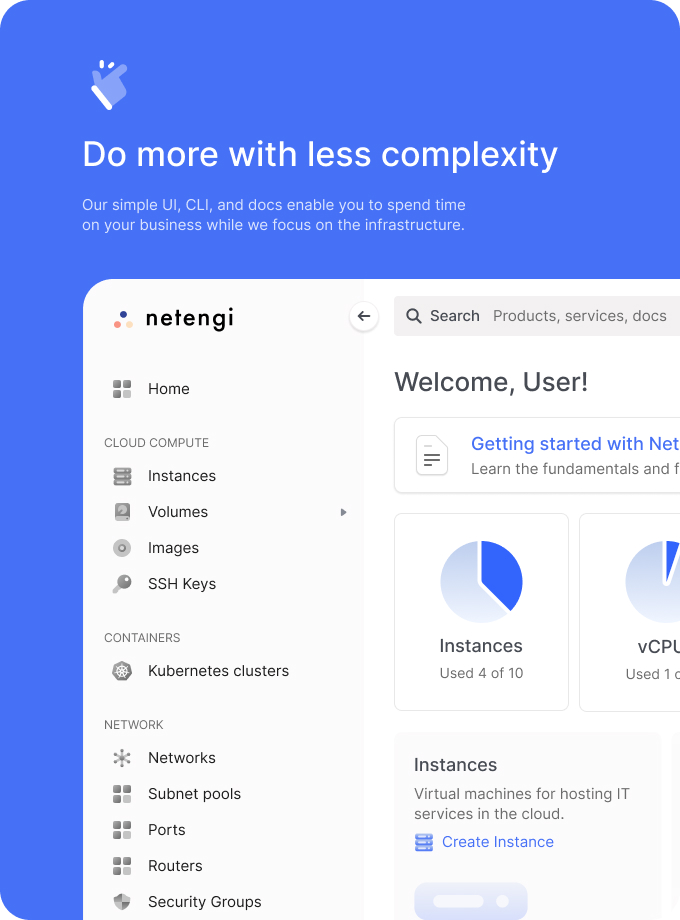 Do more with less complexity
Our simple UI, CLI, and docs enable you to spend time
on your business while we focus on the infrastructure.
netengi
Home
CLOUD COMPUTE
Instances
Volumes
Images
SSH Keys
CONTAINERS
Kubernetes clusters
NETWORK
Networks
Subnet pools
Ports
Routers
Security Groups
Search Products, services, docs
Welcome, User!
Getting started with Net
Learn the fundamentals and f
Instances
Used 4 of 10
vCPU
Used 1 o
Instances
Virtual machines for hosting IT
services in the cloud.
Create Instance